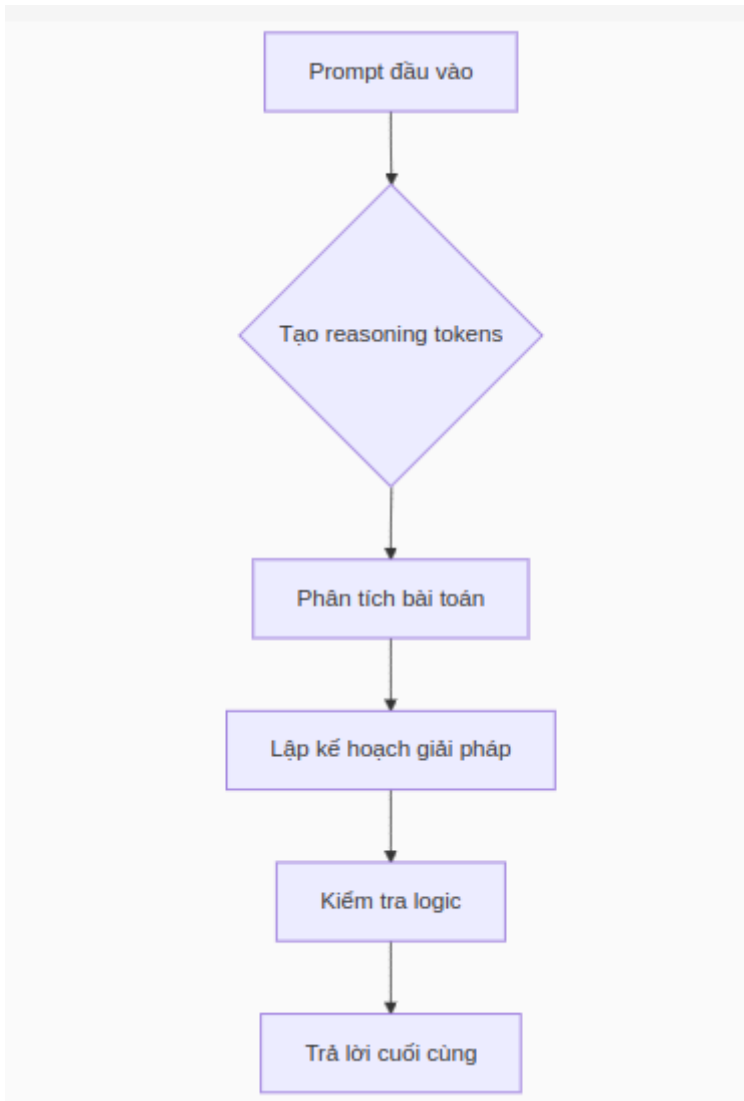 Prompt đầu vào
Tạo reasoning tokens
Phân tích bài toán
Lập kế hoạch giải pháp
Kiểm tra logic
Trả lời cuối cùng